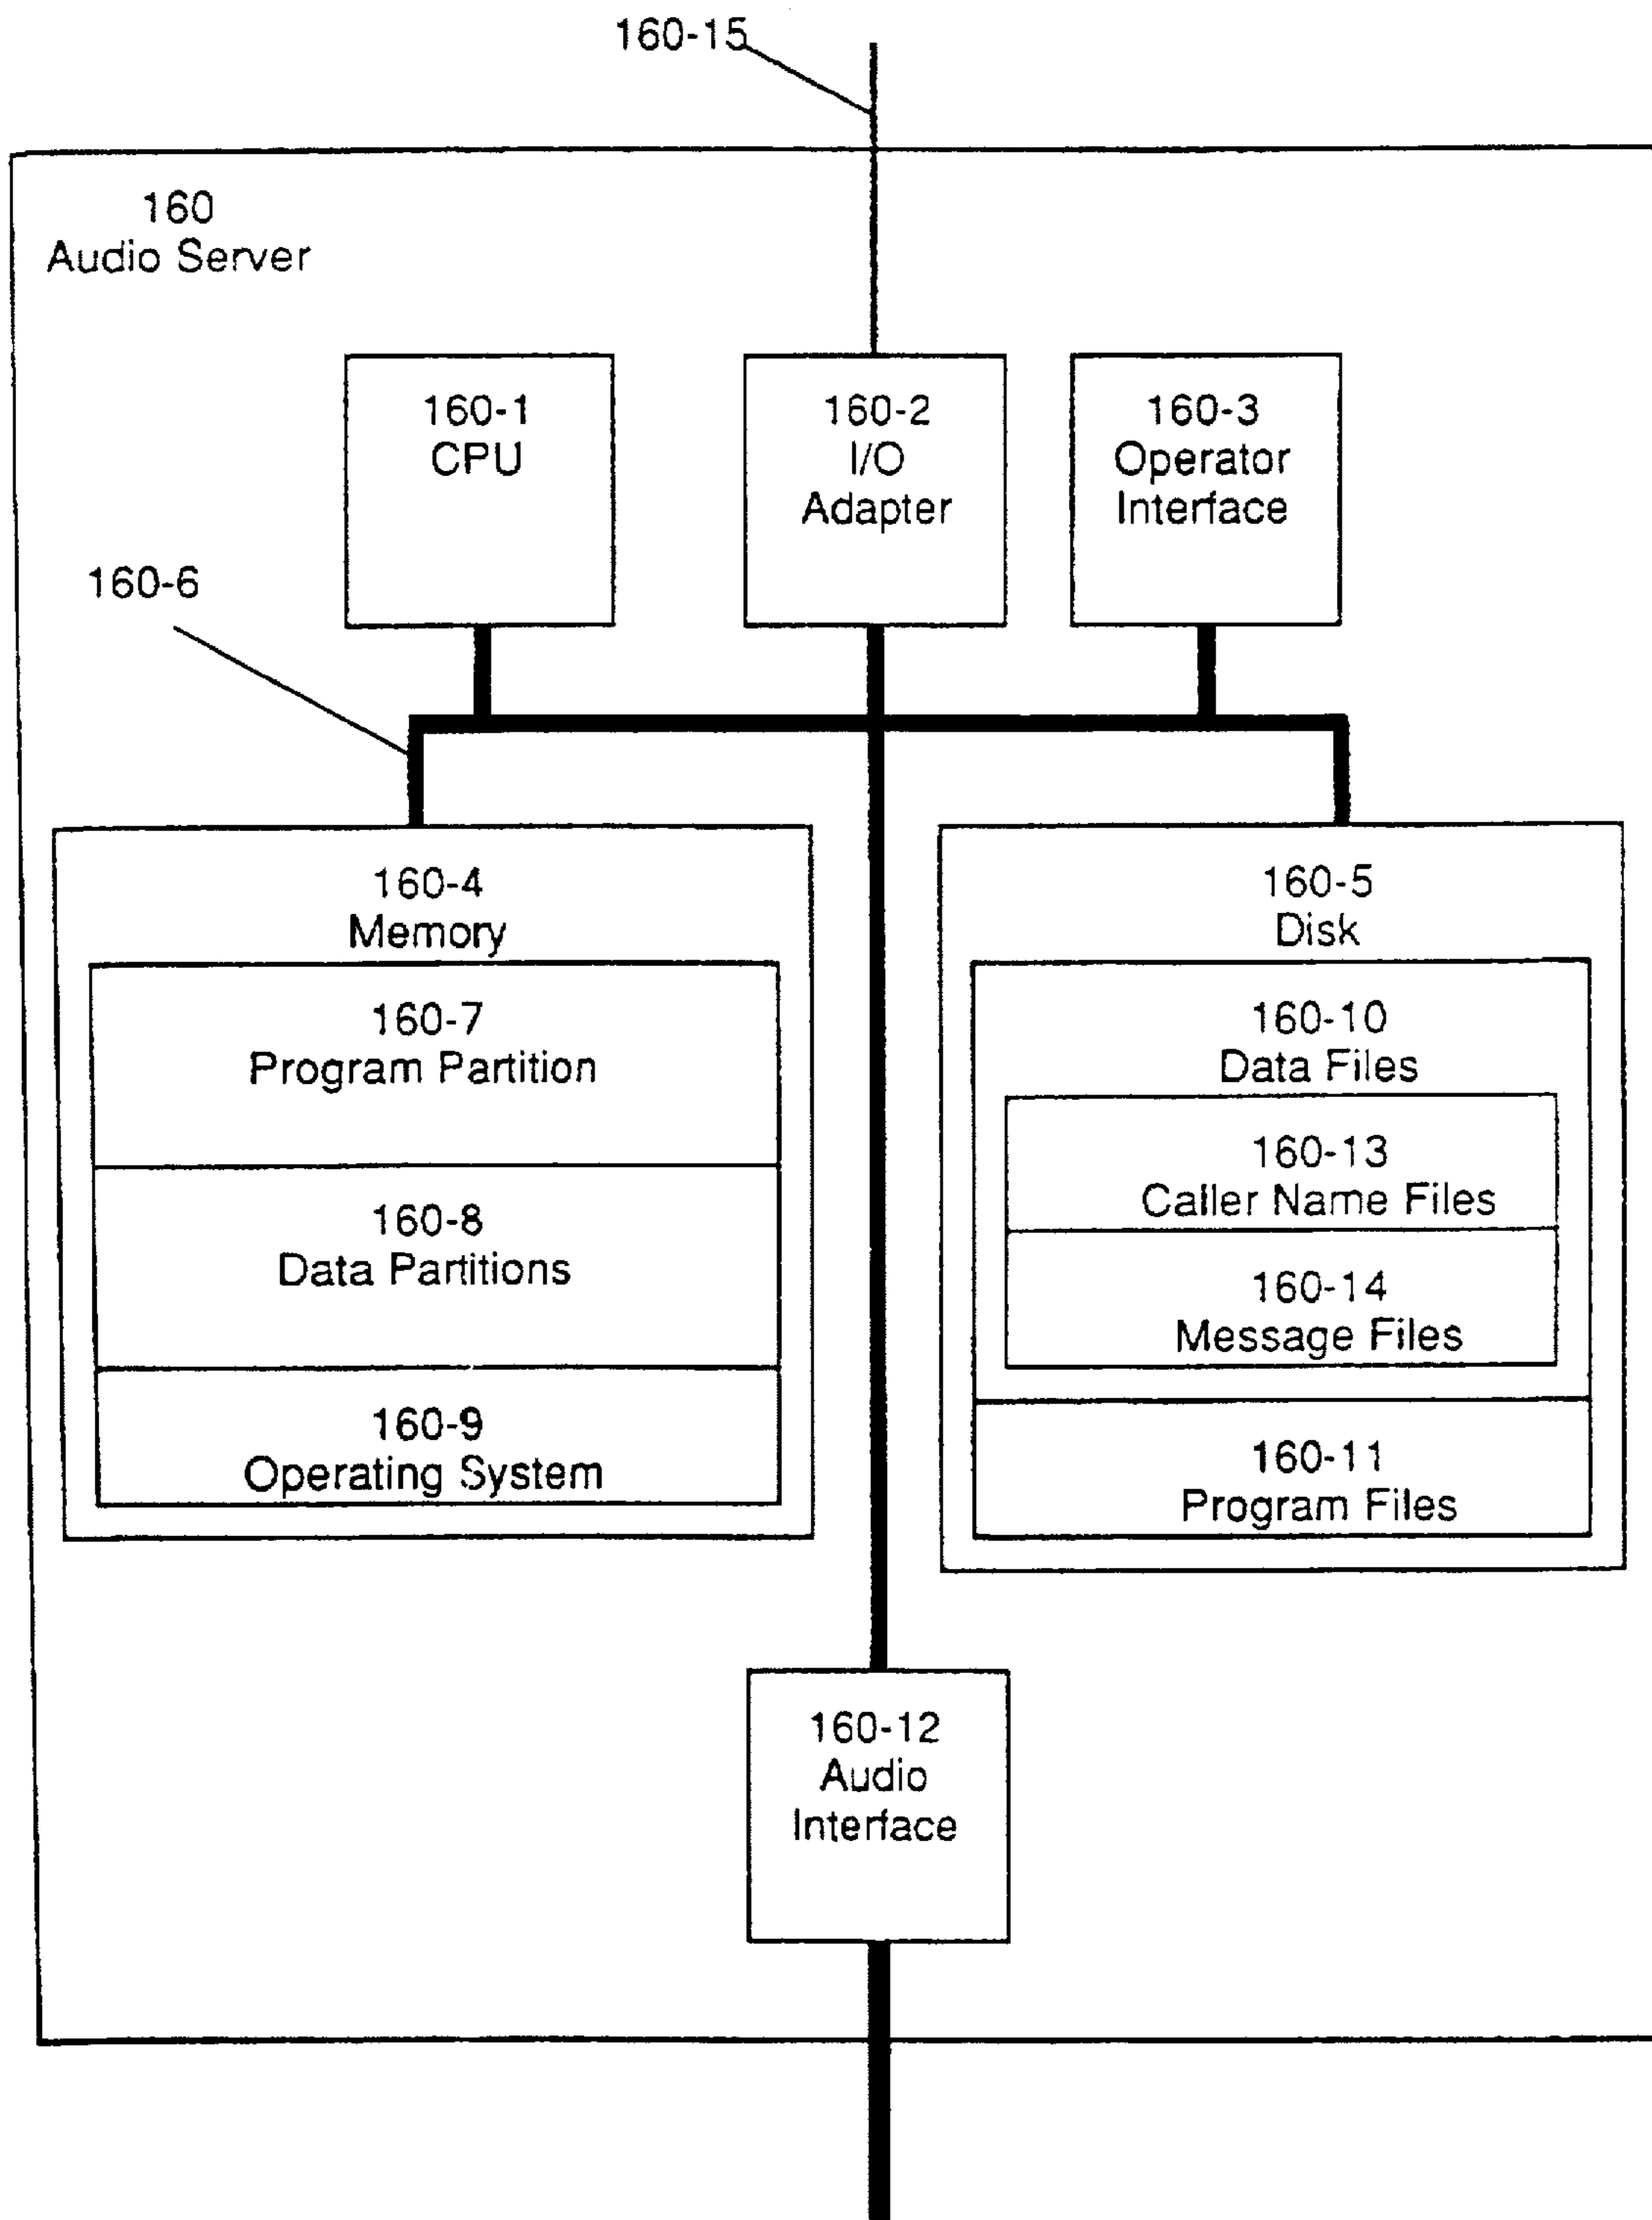 160-15
160
Audio Server
160-1
CPU
160-2
I/O
Adapter
160-3
Operator
Interface
160-6
160-4
Memory
160-7
Program Partition
160-8
Data Partitions
160-9
Operating System
160-5
Disk
160-10
Data Files
160-13
Caller Name Files
160-14
Message Files
160-11
Program Files
160-12
Audio
Interface